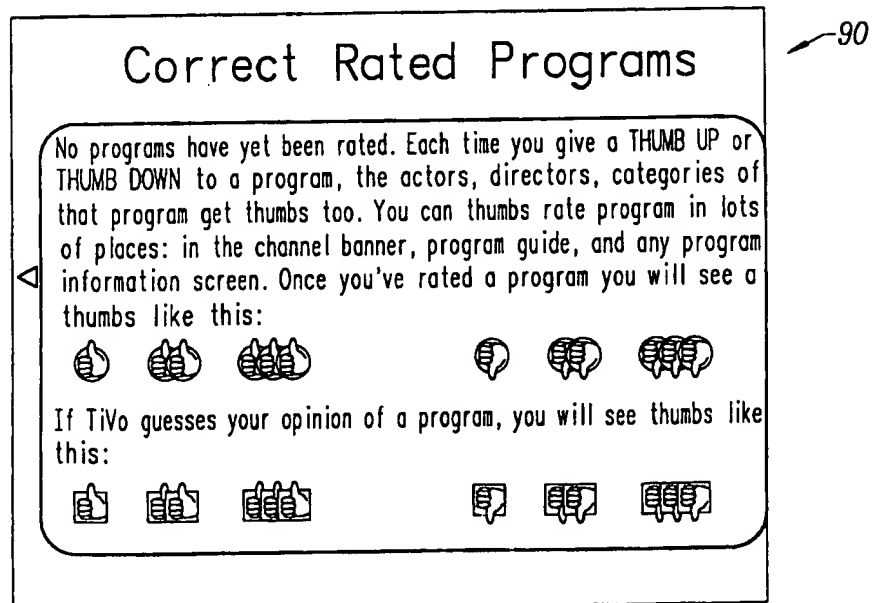 90
Correct Rated Programs
No programs have yet been rated. Each time you give a THUMB UP or
THUMB DOWN to a program, the actors, directors, categories of
that program get thumbs too. You can thumbs rate program in lots
of places: in the channel banner, program guide, and any program
information screen. Once you've rated a program you will see a
thumbs like this:
If TiVo guesses your opinion of a program, you will see thumbs like
this: